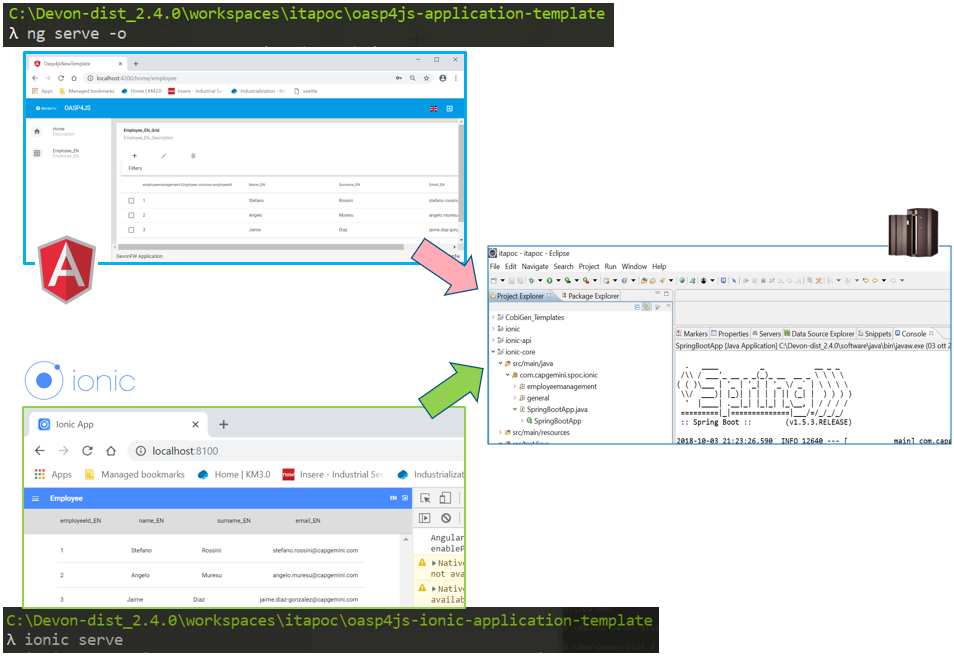 C:\Devon-dist_2.4.0\workspaces\itapoc\oasp4js-application-template
λ ng serve -o
Oasp4jsNewTemplate
localhost:4200/home/employee
Apps Managed bookmarks Home | KM3.0 Insere - Industrial Se Industrialization - Ru seattle
OASP4JS
Home
Description
Employee_EN
Employee_EN
Employee_EN_Grid
Employee_EN_Description
Filters
employeemanagement.Employee.columns.employeeId Name_EN Surname_EN Email_EN
1 Stefano Rossini stefano.rossini
2 Angelo Muresu angelo.muresu
3 Jaime Diaz jaime.diaz-gonz
DevonFW Application
ionic
Ionic App
localhost:8100
Apps Managed bookmarks Home | KM3.0 Insere - Industrial Se Industrializat
Employee EN
employeeId_EN name_EN surname_EN email_EN
1 Stefano Rossini stefano.rossini@capgemini.com
2 Angelo Muresu angelo.muresu@capgemini.com
3 Jaime Diaz jaime.diaz-gonzalez@capgemini.com
Angular
enableP
Native
not ava
Native
availab
C:\Devon-dist_2.4.0\workspaces\itapoc\oasp4js-ionic-application-template
λ ionic serve
itapoc - itapoc - Eclipse
File Edit Navigate Search Project Run Window Help
Project Explorer Package Explorer
CobiGen_Templates
ionic
ionic-api
ionic-core
src/main/java
com.capgemini.spoc.ionic
employeemanagement
general
SpringBootApp.java
SpringBootApp
src/main/resources
Markers Properties Servers Data Source Explorer Snippets Console
SpringBootApp [Java Application] C:\Devon-dist_2.4.0\software\java\bin\javaw.exe (03 ott 2
:: Spring Boot :: (v1.5.3.RELEASE)
2018-10-03 21:23:26.590 INFO 12640 --- [ main] com.cap